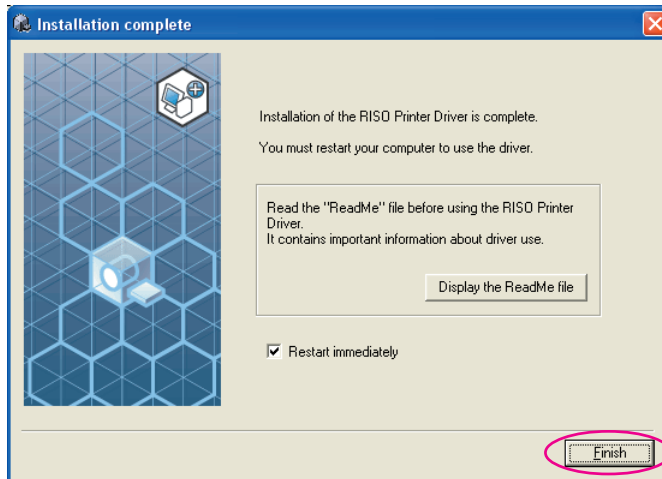 Installation complete
Installation of the RISO Printer Driver is complete.
You must restart your computer to use the driver.
Read the "ReadMe" file before using the RISO Printer
Driver.
It contains important information about driver use.
Display the ReadMe file
Restart immediately
Finish